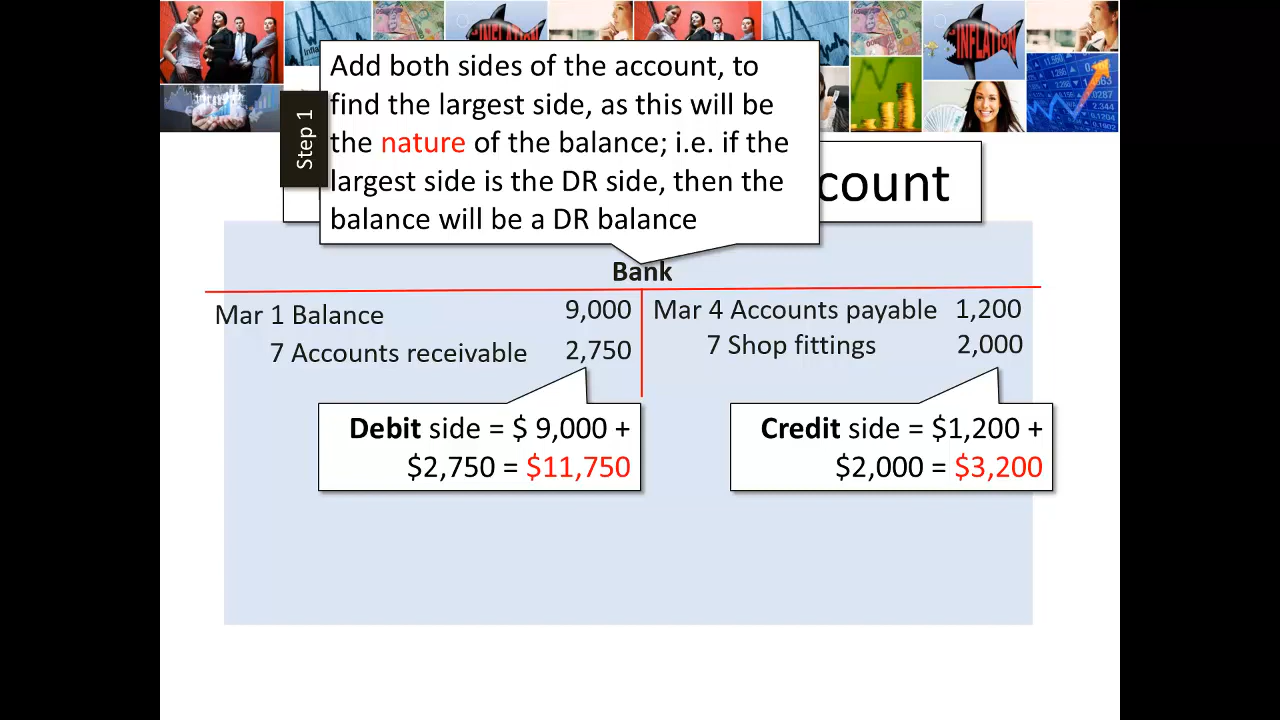 INFLATION
Add both sides of the account, to
find the largest side, as this will be
the nature of the balance; i.e. if the
largest side is the DR side, then the
balance will be a DR balance
Step 1
count
Bank
Mar 1 Balance 9,000
7 Accounts receivable 2,750
Mar 4 Accounts payable 1,200
7 Shop fittings 2,000
Debit side = $ 9,000 +
$2,750 = $11,750
Credit side = $1,200 +
$2,000 = $3,200